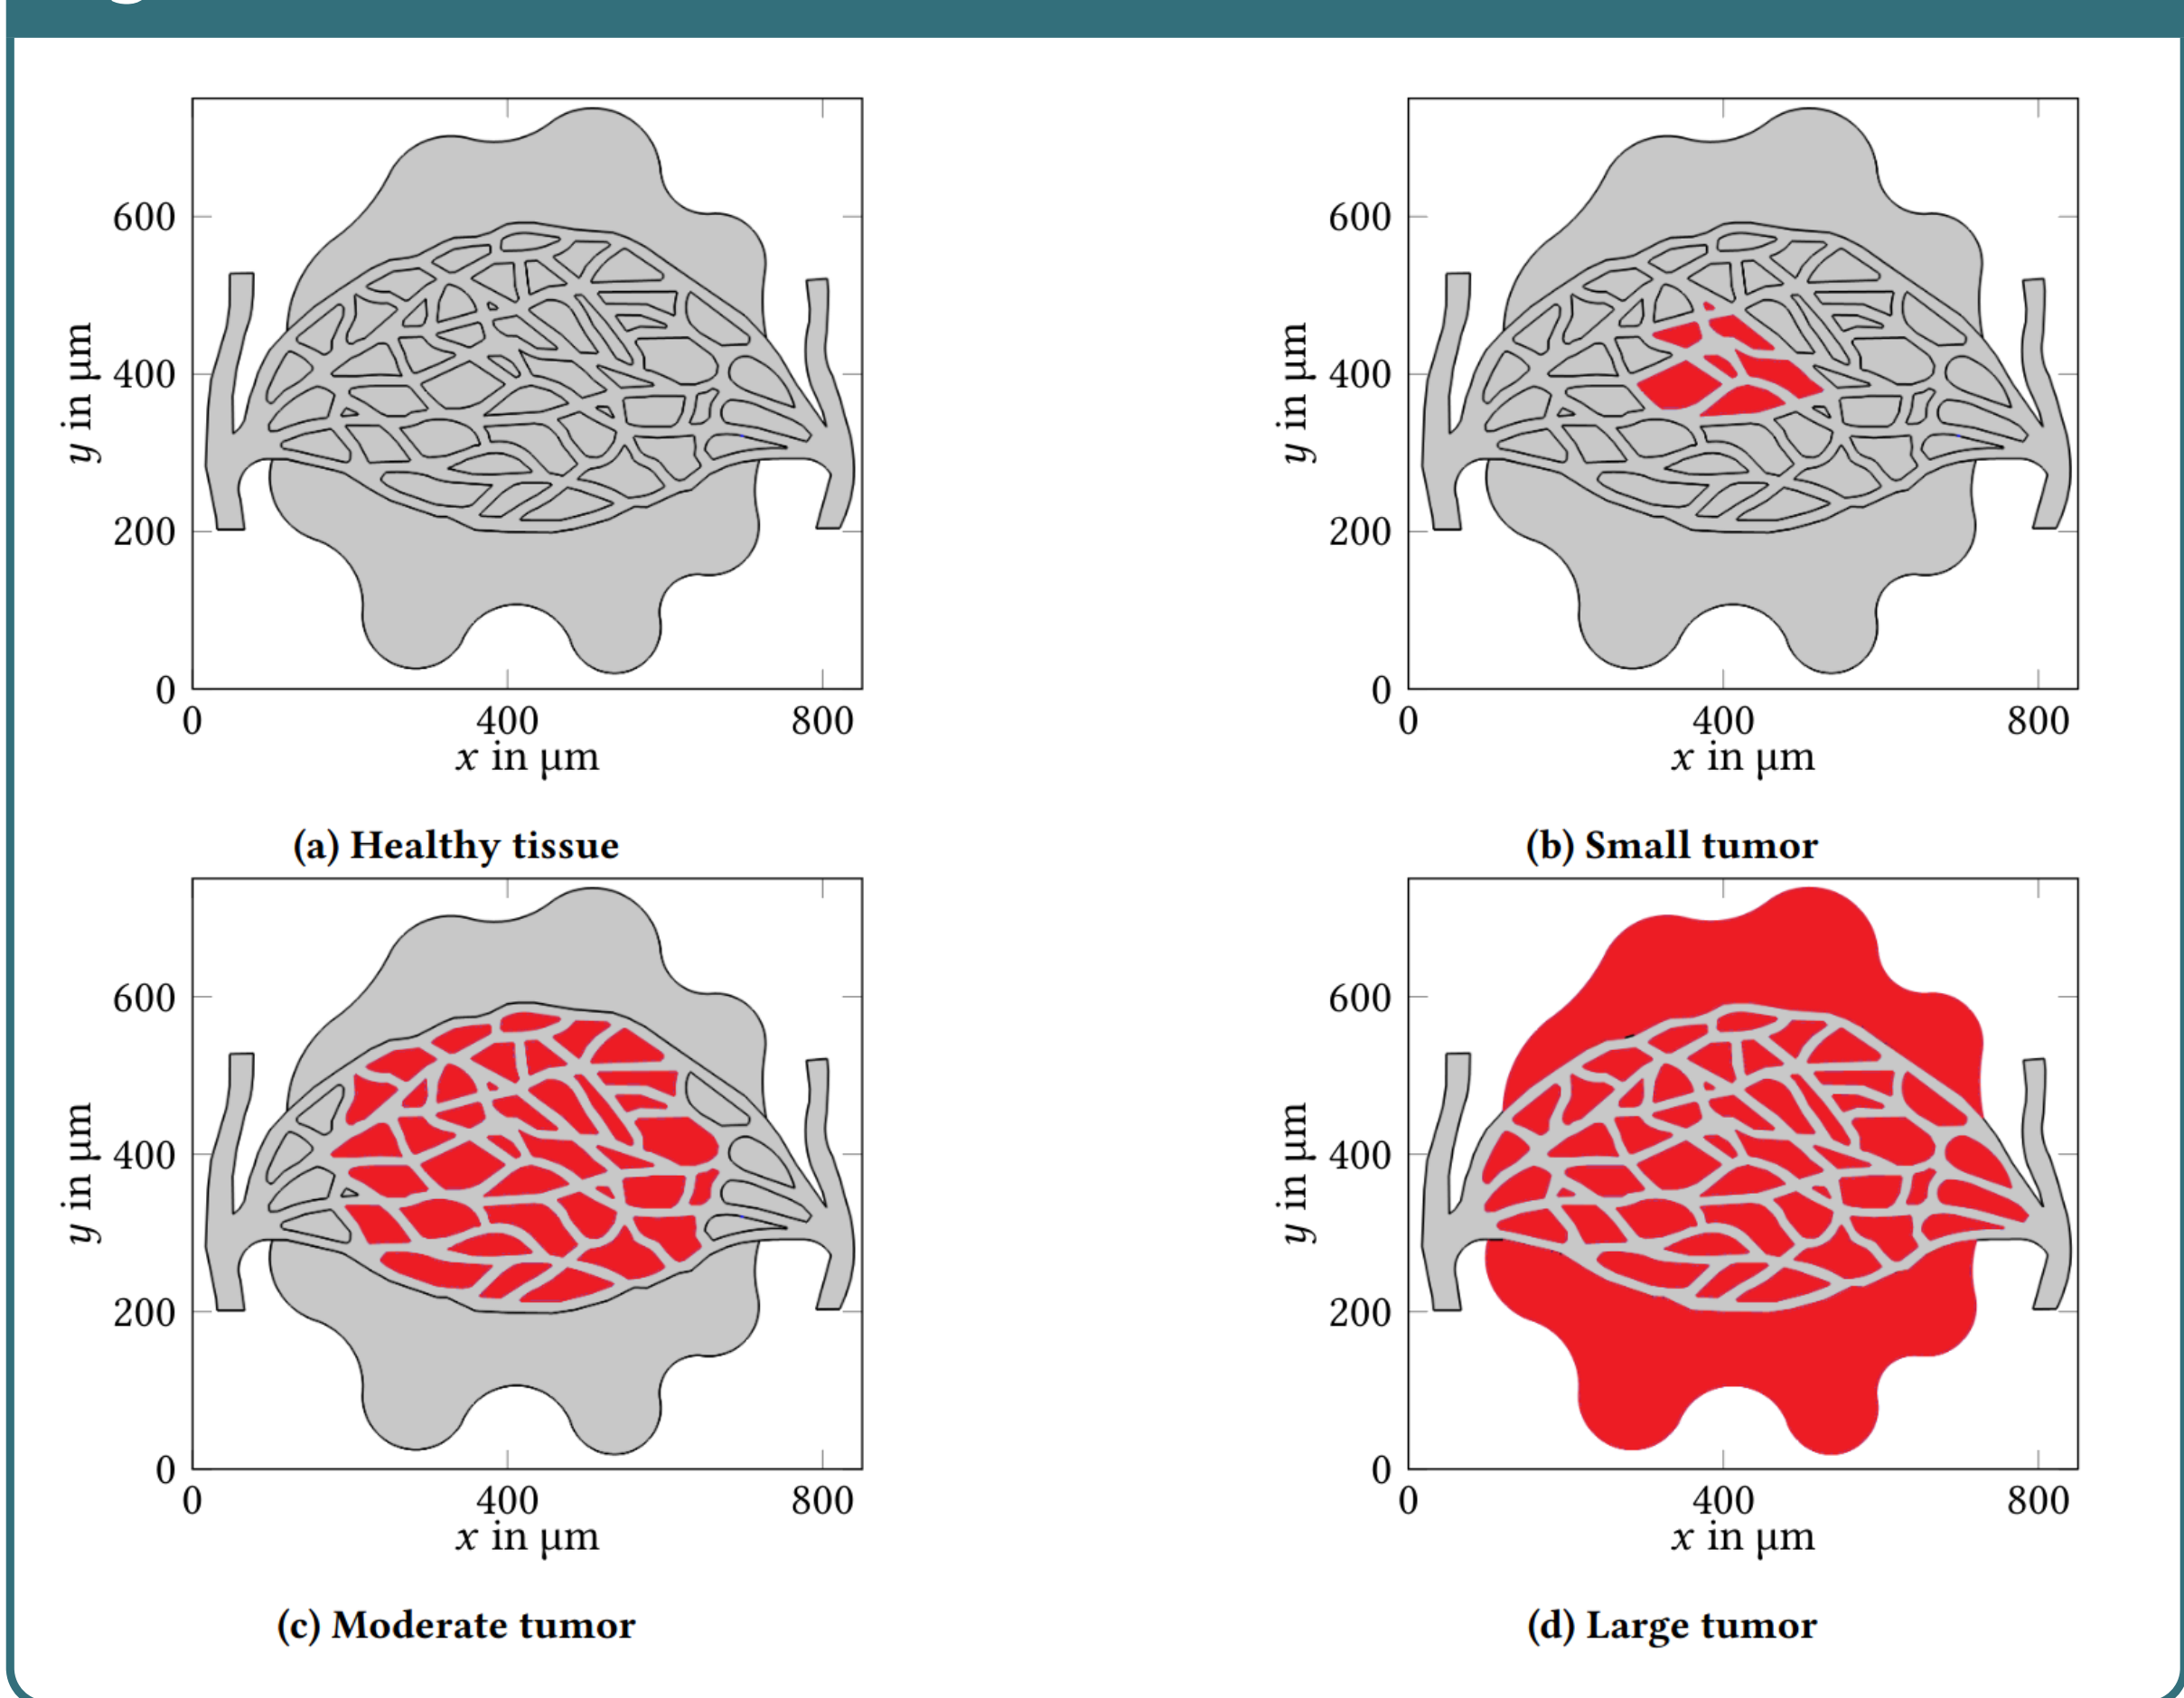 600
400
200
0
y in μm
0 400 800
x in μm
(a) Healthy tissue
600
400
200
0
y in μm
0 400 800
x in μm
(b) Small tumor
600
400
200
0
y in μm
0 400 800
x in μm
(c) Moderate tumor
600
400
200
0
y in μm
0 400 800
x in μm
(d) Large tumor